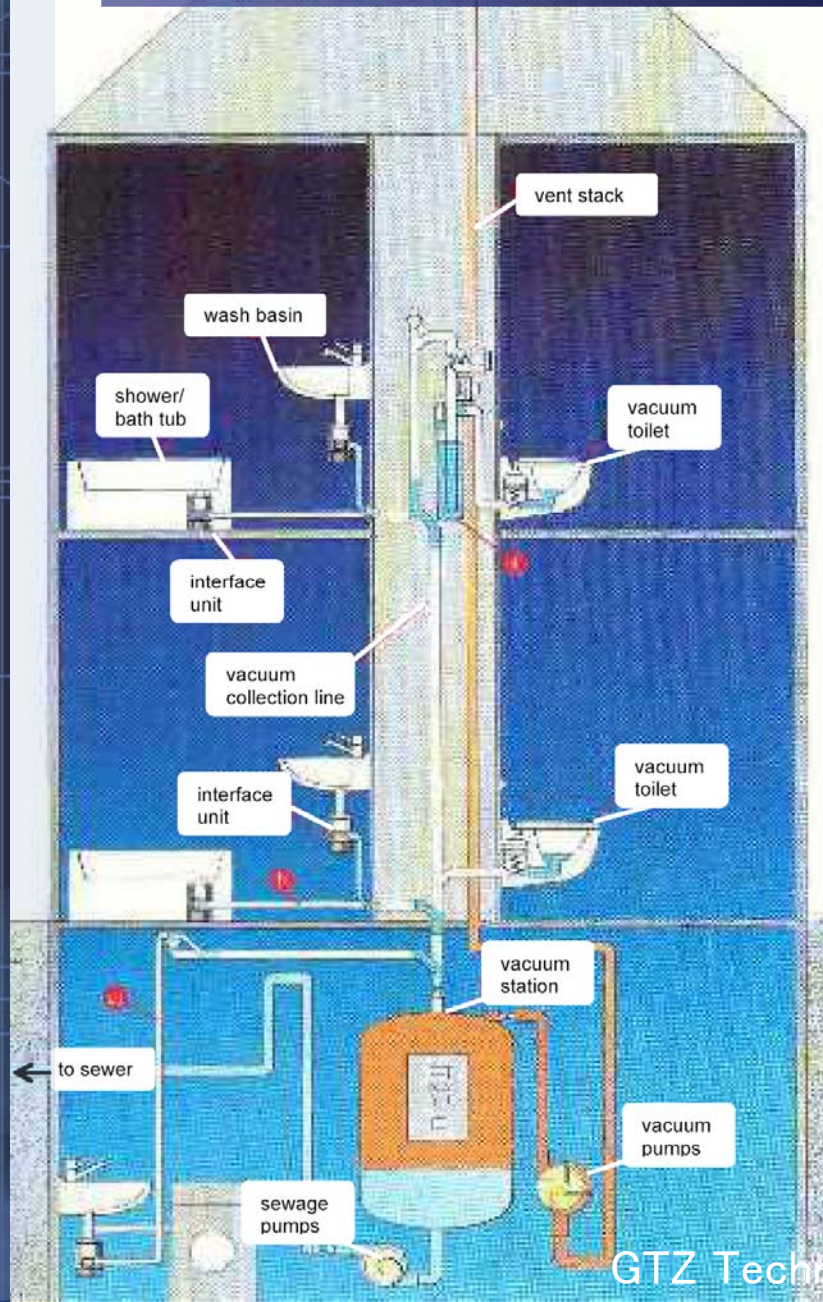 vent stack
wash basin
shower/
bath tub
vacuum
toilet
interface
unit
vacuum
collection line
interface
unit
vacuum
toilet
vacuum
station
to sewer
vacuum
pumps
sewage
pumps
GTZ Techn